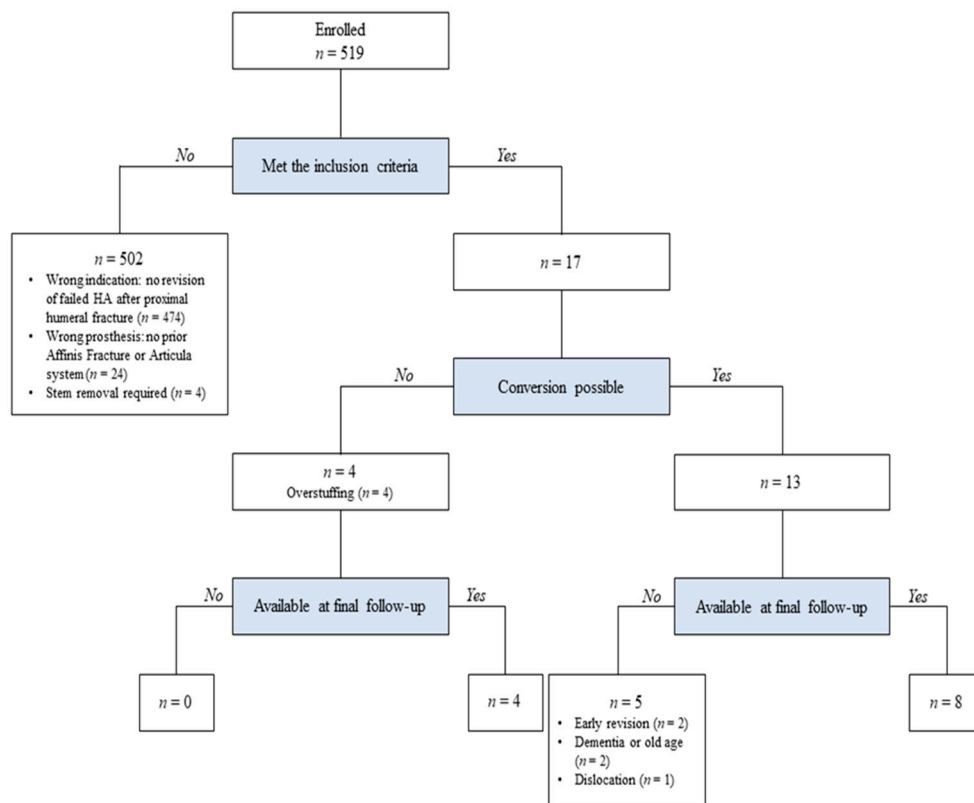 Enrolled
n = 519
No
Met the inclusion criteria
Yes
n = 502
• Wrong indication: no revision
of failed HA after proximal
humeral fracture (n = 474)
• Wrong prosthesis: no prior
Affinis Fracture or Articula
system (n = 24)
• Stem removal required (n = 4)
n = 17
No
Conversion possible
Yes
n = 4
Overstuffing (n = 4)
n = 13
No
Available at final follow-up
Yes
No
Available at final follow-up
Yes
n = 0
n = 4
n = 5
• Early revision (n = 2)
• Dementia or old age
(n = 2)
• Dislocation (n = 1)
n = 8